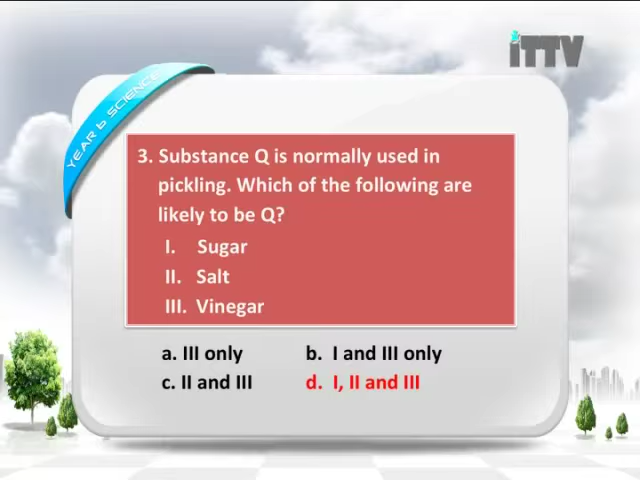 iTTV
YEAR 6 SCIENCE
3. Substance Q is normally used in
pickling. Which of the following are
likely to be Q?
I. Sugar
II. Salt
III. Vinegar
a. III only
b. I and III only
c. II and III
d. I, II and III